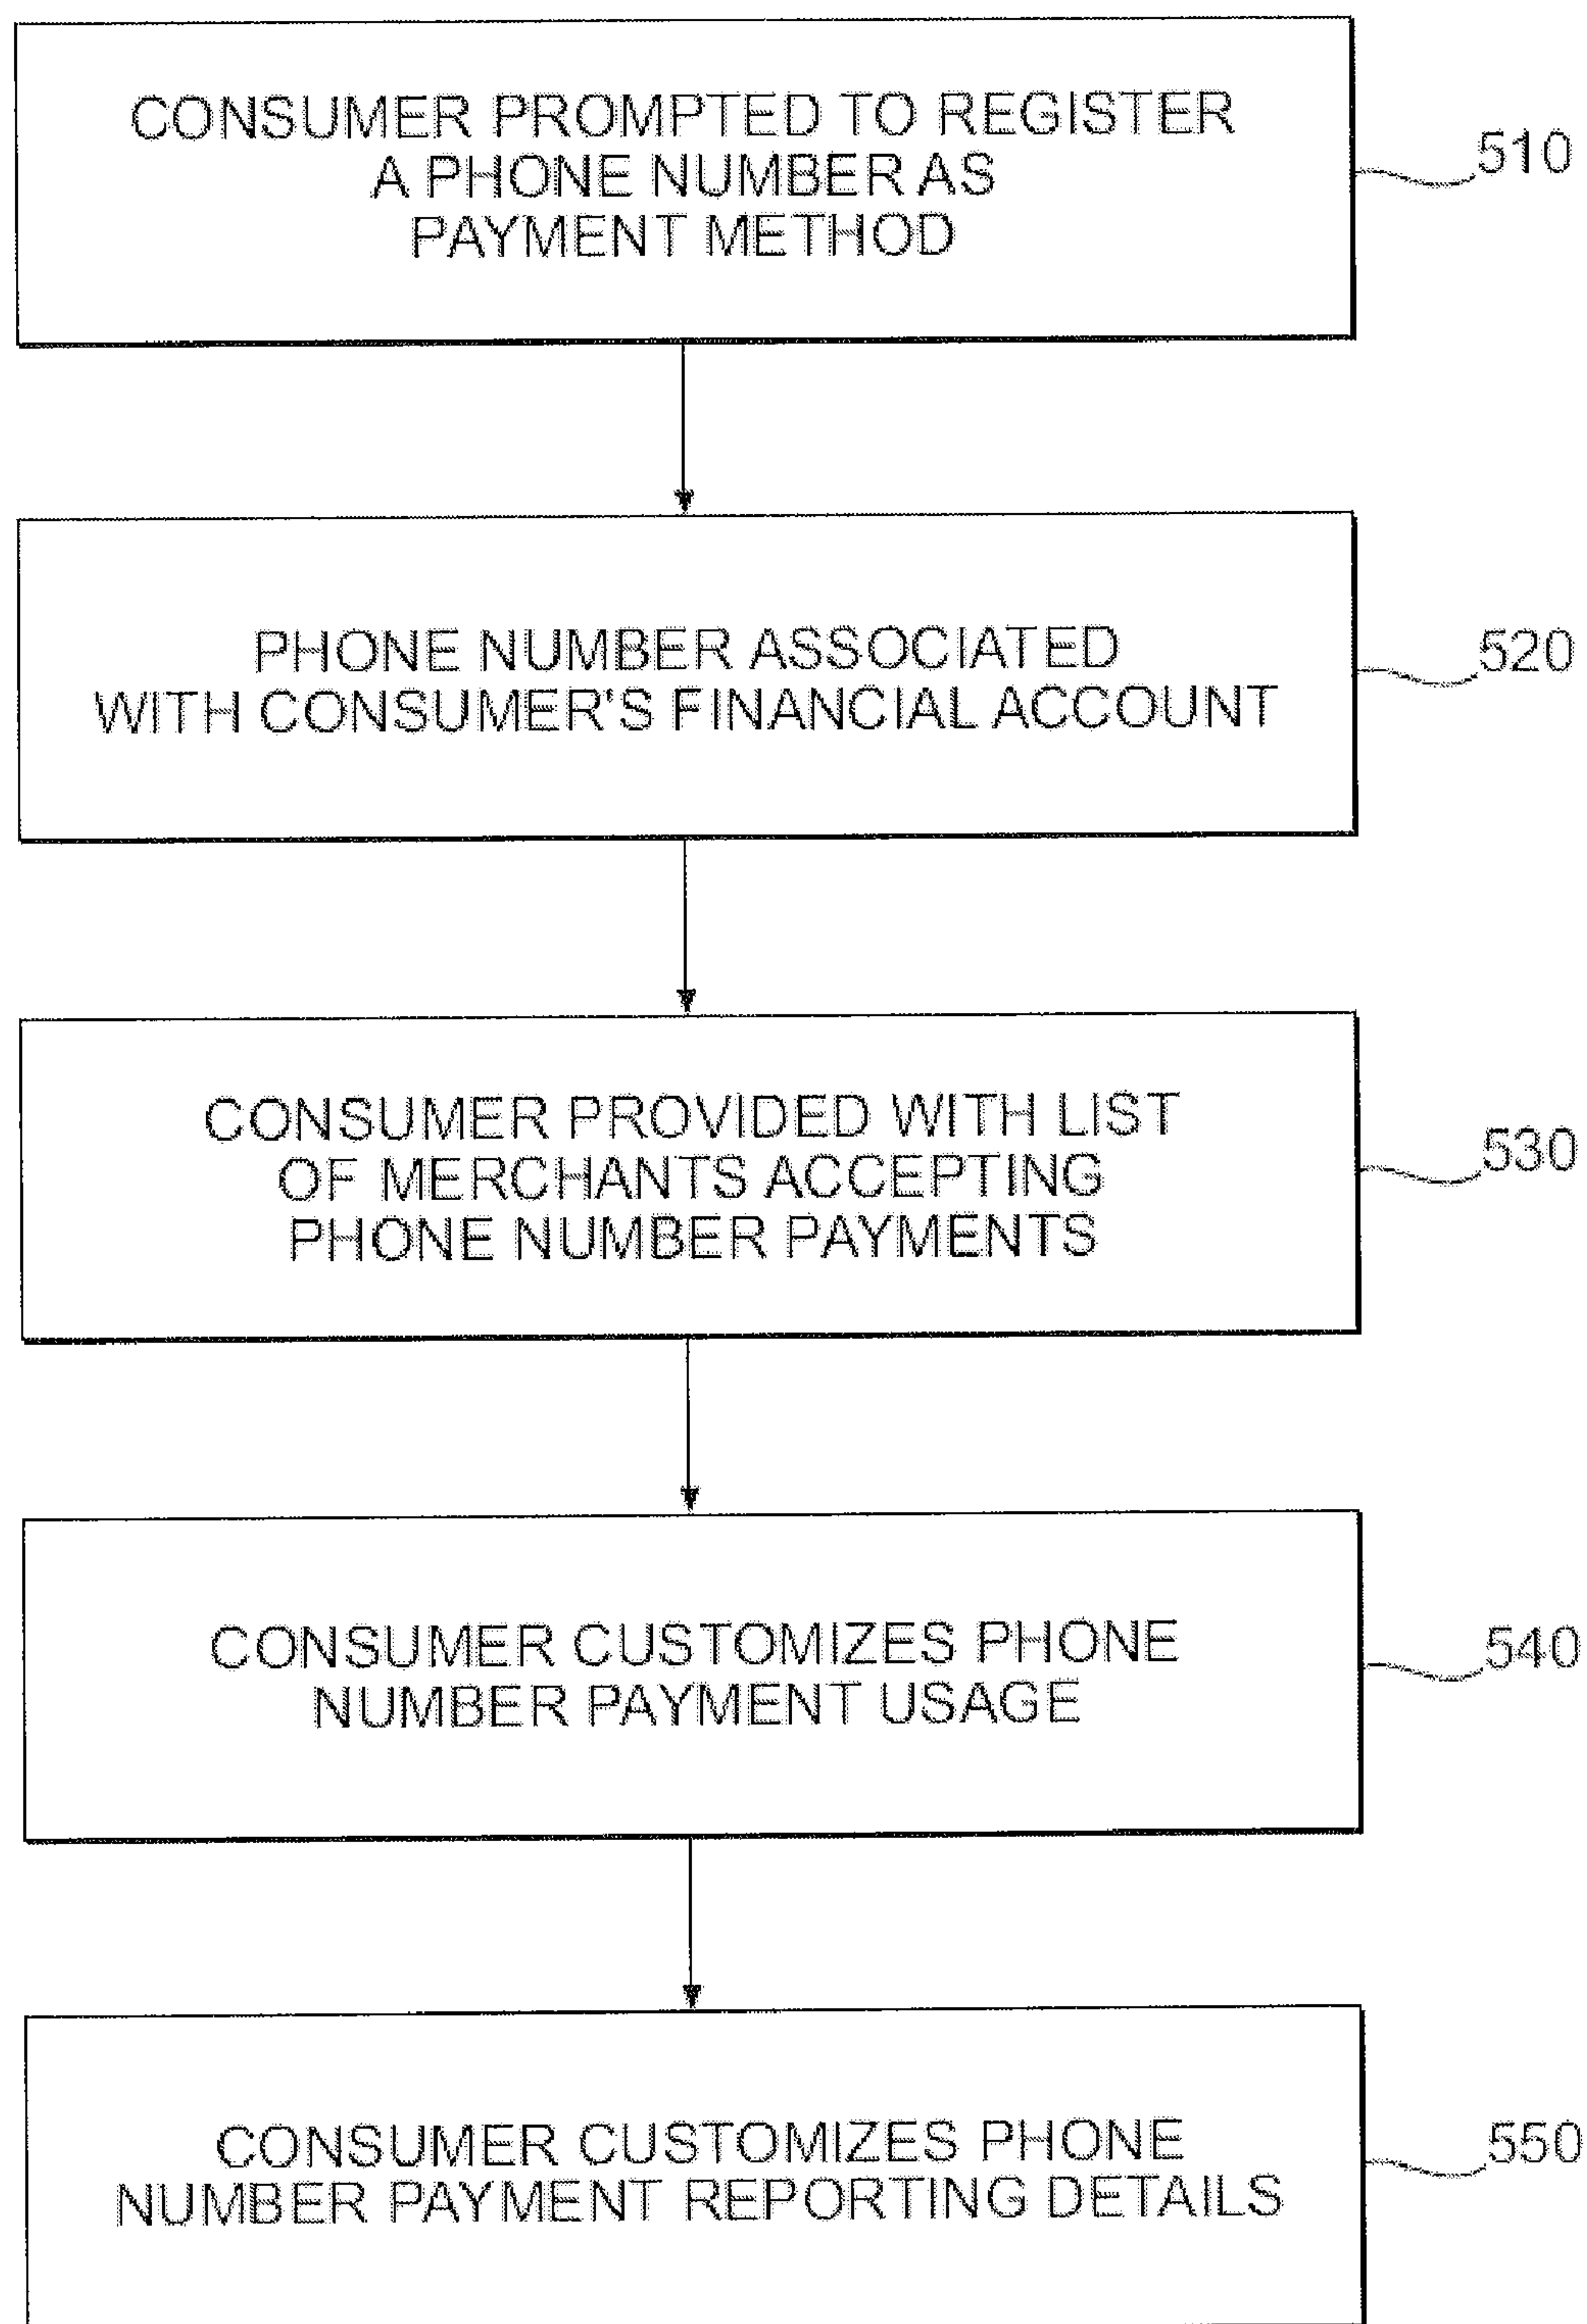 CONSUMER PROMPTED TO REGISTER
A PHONE NUMBER AS
PAYMENT METHOD
510
PHONE NUMBER ASSOCIATED
WITH CONSUMER'S FINANCIAL ACCOUNT
520
CONSUMER PROVIDED WITH LIST
OF MERCHANTS ACCEPTING
PHONE NUMBER PAYMENTS
530
CONSUMER CUSTOMIZES PHONE
NUMBER PAYMENT USAGE
540
CONSUMER CUSTOMIZES PHONE
NUMBER PAYMENT REPORTING DETAILS
550